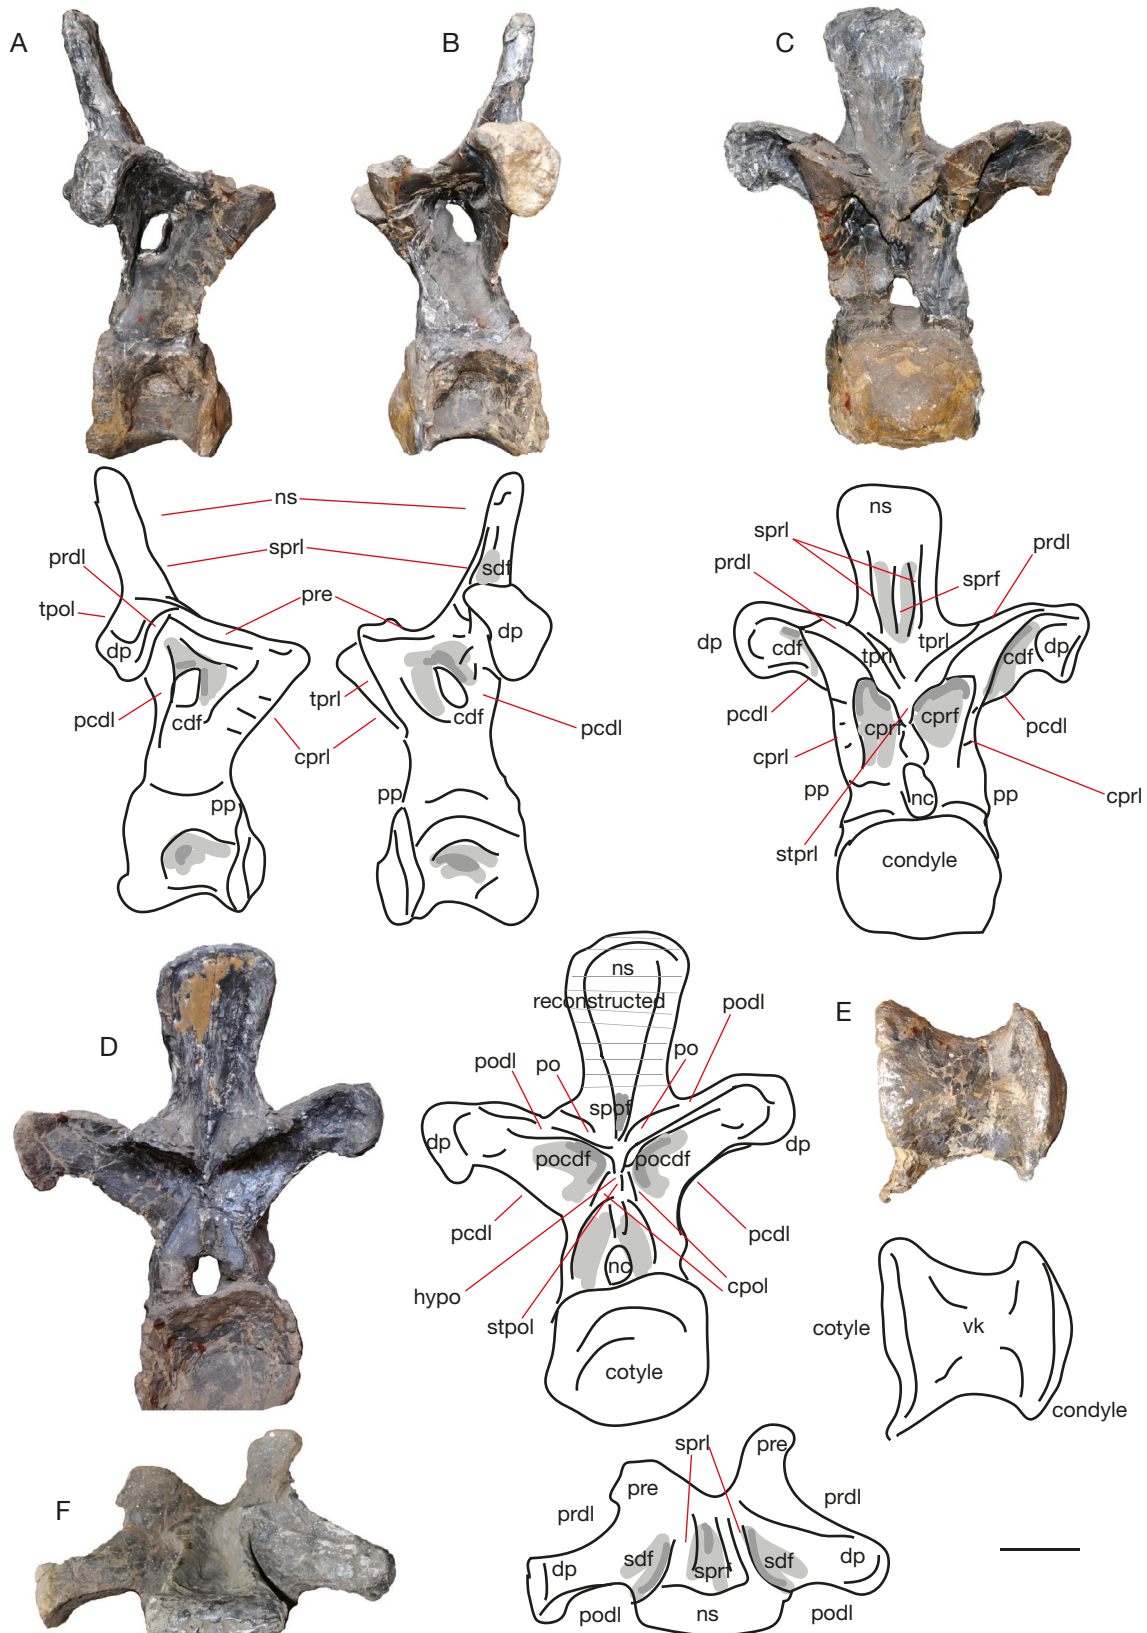 A
B
C
ns
sprl
sdf
prdl
tpol
pre
dp
dp
tprl
pcdl
cdf
cdf
pcdl
cprl
pp
pp
ns
sprl
prdl
prdl
sprf
dp
cdf
tprl
tprl
cdf
dp
pcdl
cprf
cprf
pcdl
cprl
pp
nc
pp
cprl
stprl
condyle
D
ns
reconstructed
podl
po
po
podl
spof
dp
pocdf
pocdf
dp
pcdl
pcdl
nc
hypo
cpol
stpol
cotyle
E
cotyle
vk
condyle
F
sprl
pre
pre
prdl
prdl
sdf
sdf
dp
sprf
dp
podl
ns
podl